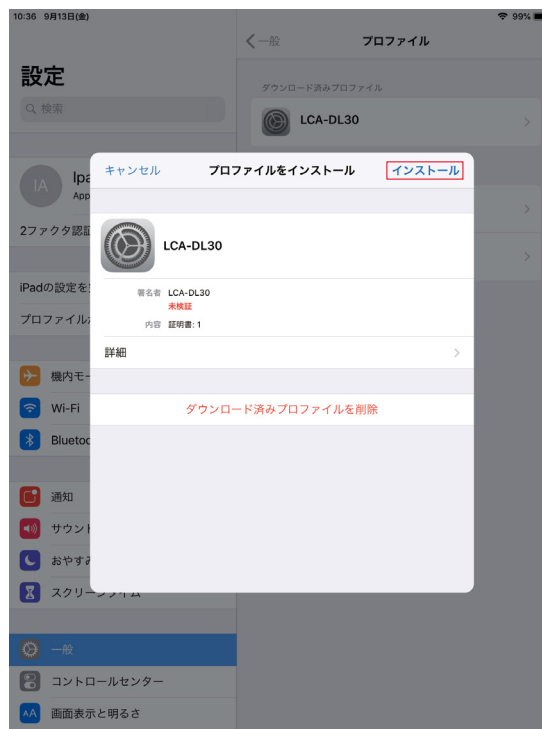 10:36 9月13日(金)
99%
設定
検索
IA
Ipa
App
2ファクタ認証
iPadの設定を
プロファイルが
機内モー
Wi-Fi
Bluetoo
通知
サウンド
おやすみ
スクリーンタイム
一般
コントロールセンター
AA 画面表示と明るさ
一般
プロファイル
ダウンロード済みプロファイル
LCA-DL30
キャンセル
プロファイルをインストール
インストール
LCA-DL30
署名者 LCA-DL30
未検証
内容 証明書: 1
詳細
ダウンロード済みプロファイルを削除